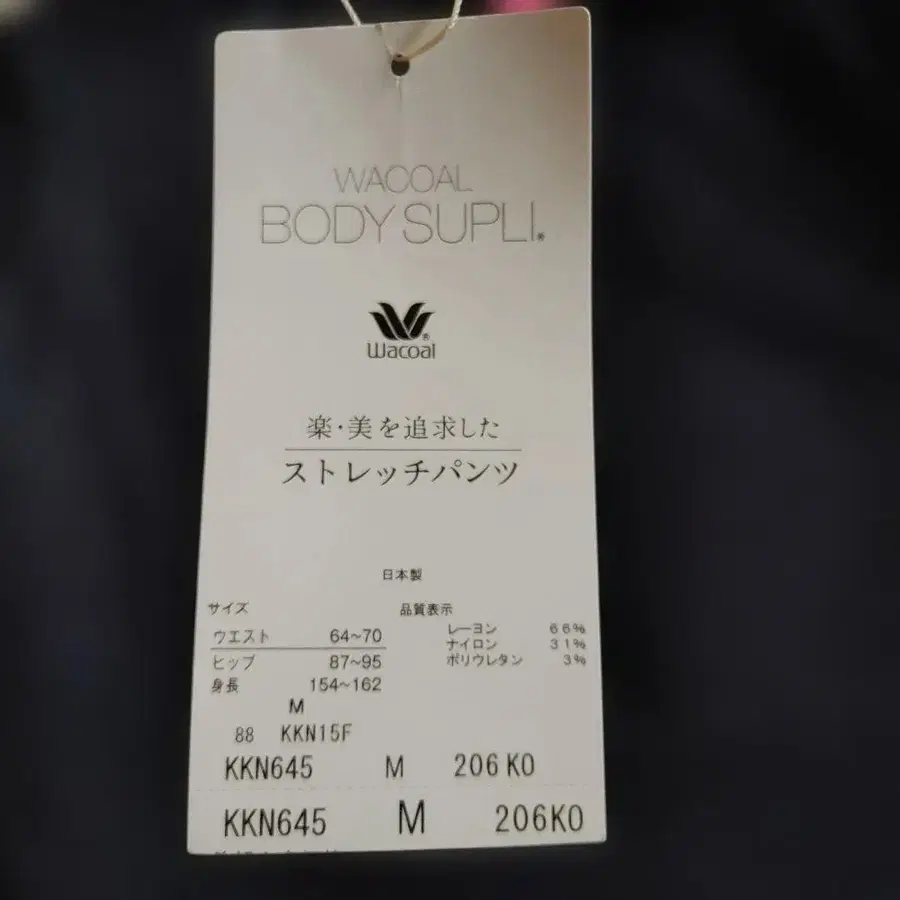 WACOAL
BODY SUPLI®
Wacoal®
楽・美を追求した
ストレッチパンツ
日本製
サイズ
ウエスト 64~70
ヒップ 87~95
身長 154~162
品質表示
レーヨン 66%
ナイロン 31%
ポリウレタン 3%
M
88 KKN15F
KKN645 M 206 KO
KKN645 M 206KO